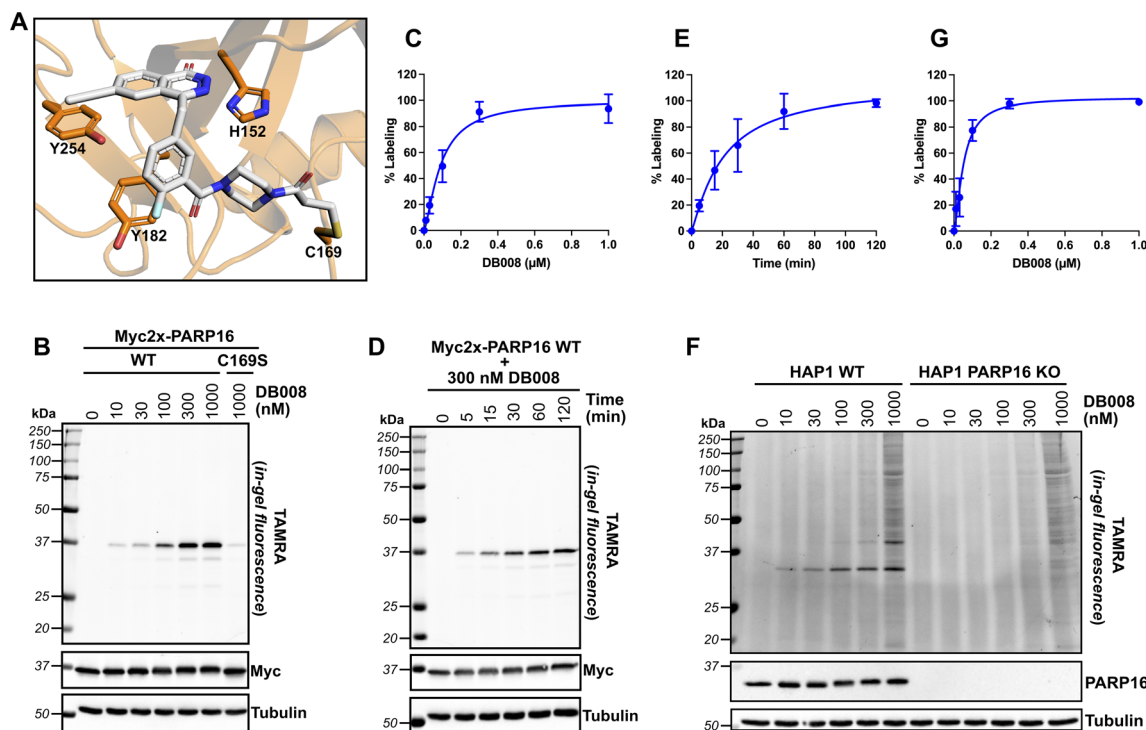 A
Y254
H152
Y182
C169
C
% Labeling
120
100
80
60
40
20
0
0.0 0.2 0.4 0.6 0.8 1.0
DB008 (µM)
E
% Labeling
120
100
80
60
40
20
0
0 30 60 90 120
Time (min)
G
% Labeling
120
100
80
60
40
20
0
0.0 0.2 0.4 0.6 0.8 1.0
DB008 (µM)
B
Myc2x-PARP16
WT C169S
0 10 30 100 300 1000 1000 DB008
(nM)
kDa
250
150
100
75
50
37
25
20
TAMRA
(in-gel fluorescence)
37
Myc
50
Tubulin
D
Myc2x-PARP16 WT
+
300 nM DB008
0 5 15 30 60 120 Time
(min)
kDa
250
150
100
75
50
37
25
20
TAMRA
(in-gel fluorescence)
37
Myc
50
Tubulin
F
HAP1 WT HAP1 PARP16 KO
0 10 30 100 300 1000 0 10 30 100 300 1000 DB008
(nM)
kDa
250
150
100
75
50
37
25
20
TAMRA
(in-gel fluorescence)
37
PARP16
50
Tubulin